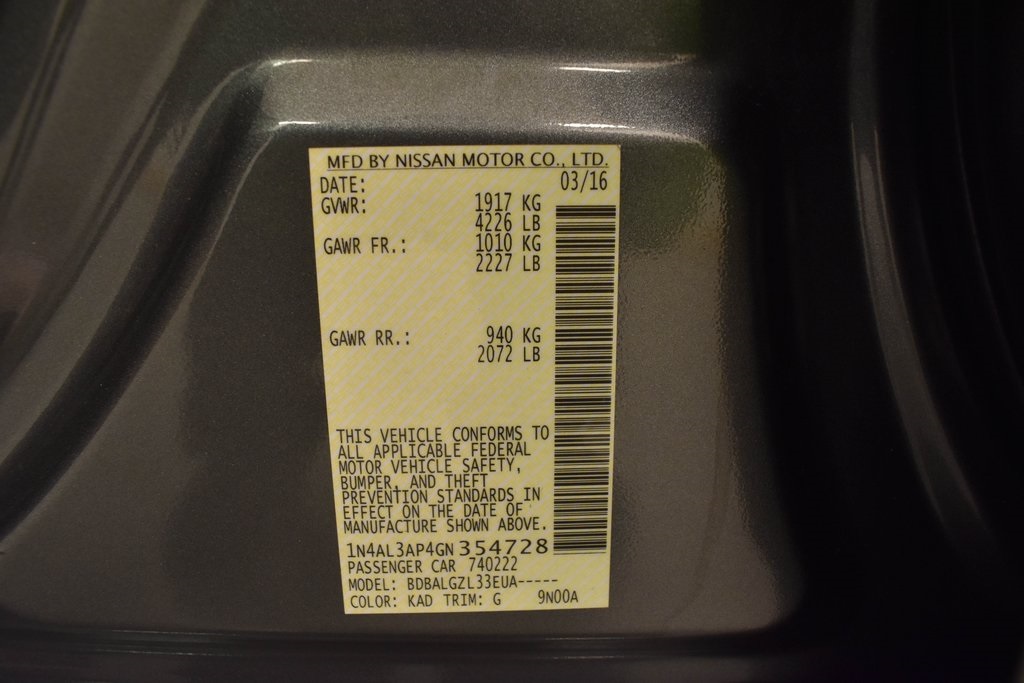 MFD BY NISSAN MOTOR CO., LTD.
DATE: 03/16
GVWR: 1917 KG
4226 LB
GAWR FR.: 1010 KG
2227 LB
GAWR RR.: 940 KG
2072 LB
THIS VEHICLE CONFORMS TO
ALL APPLICABLE FEDERAL
MOTOR VEHICLE SAFETY,
BUMPER, AND THEFT
PREVENTION STANDARDS IN
EFFECT ON THE DATE OF
MANUFACTURE SHOWN ABOVE.
1N4AL3AP4GN354728
PASSENGER CAR 740222
MODEL: BDBALGZL33EUA-----
COLOR: KAD TRIM: G 9N00A